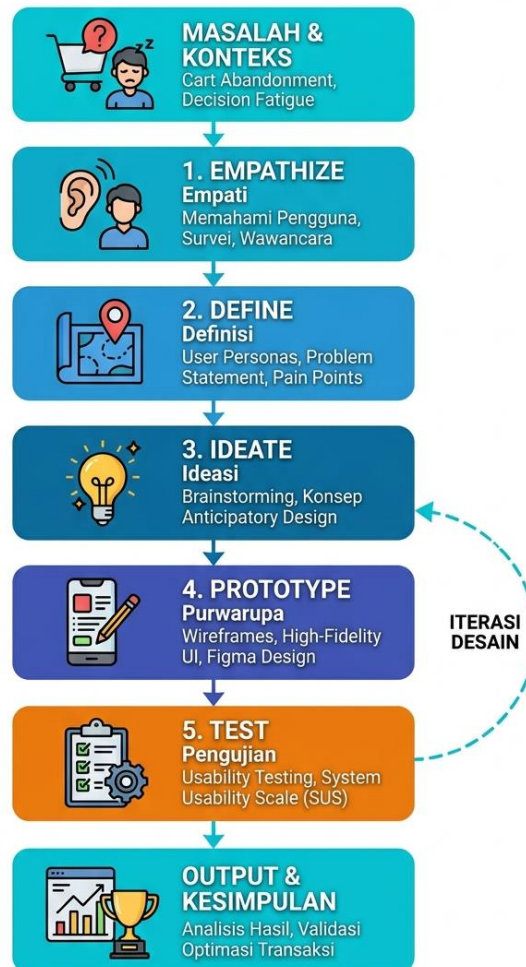 ?
z z z
MASALAH &
KONTEKS
Cart Abandonment,
Decision Fatigue
1. EMPATHIZE
Empati
Memahami Pengguna,
Survei, Wawancara
2. DEFINE
Definisi
User Personas, Problem
Statement, Pain Points
3. IDEATE
Ideasi
Brainstorming, Konsep
Anticipatory Design
4. PROTOTYPE
Purwarupa
Wireframes, High-Fidelity
UI, Figma Design
ITERASI
DESAIN
5. TEST
Pengujian
Usability Testing, System
Usability Scale (SUS)
OUTPUT &
KESIMPULAN
Analisis Hasil, Validasi
Optimasi Transaksi